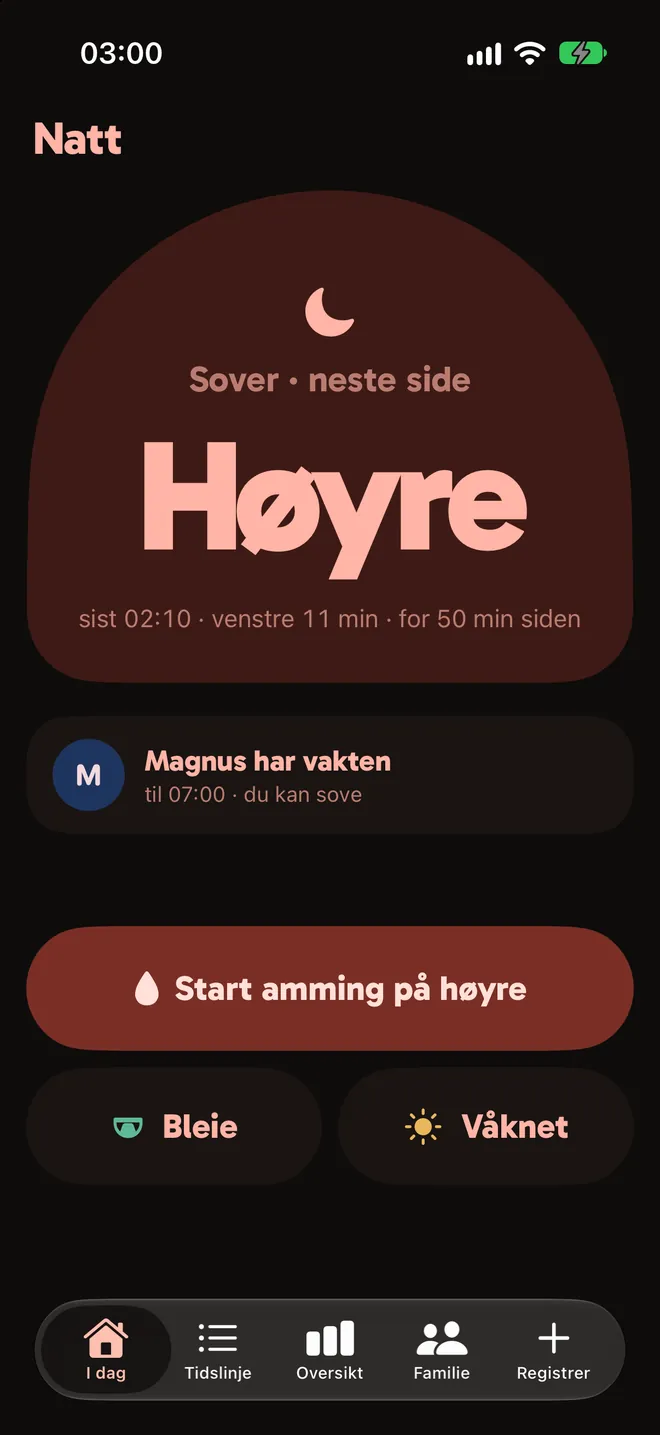 03:00
Natt
Sover · neste side
Høyre
sist 02:10 · venstre 11 min · for 50 min siden
M
Magnus har vakten
til 07:00 · du kan sove
Start amming på høyre
Bleie
Våknet
I dag
Tidslinje
Oversikt
Familie
Registrer